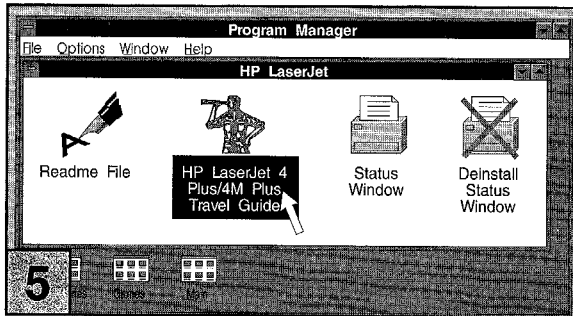 Program Manager
File Options Window Help
HP LaserJet
Readme File
HP LaserJet 4
Plus/4M Plus
Travel Guide
Status
Window
Deinstall
Status
Window
5
Main